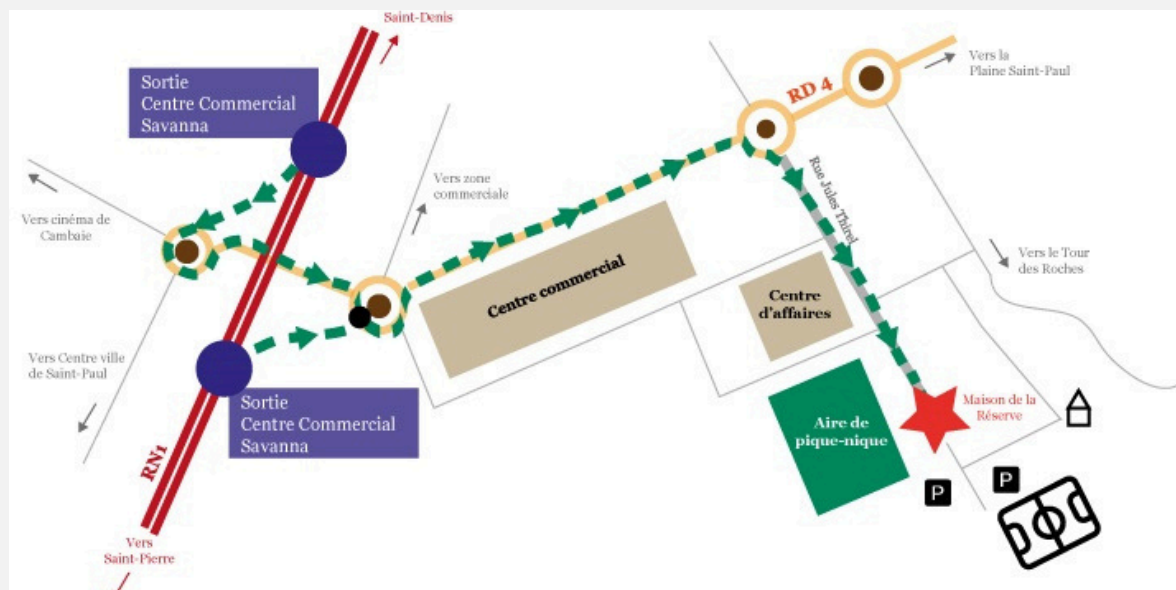 Saint-Denis
Sortie
Centre Commercial
Savanna
RD 4
Vers la
Plaine Saint-Paul
Vers zone
commerciale
Rue Jules Thirel
Vers cinéma de
Cambaie
Vers le Tour
des Roches
Centre commercial
Centre
d'affaires
Vers Centre ville
de Saint-Paul
Sortie
Centre Commercial
Savanna
Maison de la
Réserve
Aire de
pique-nique
RN1
P
P
Vers
Saint-Pierre